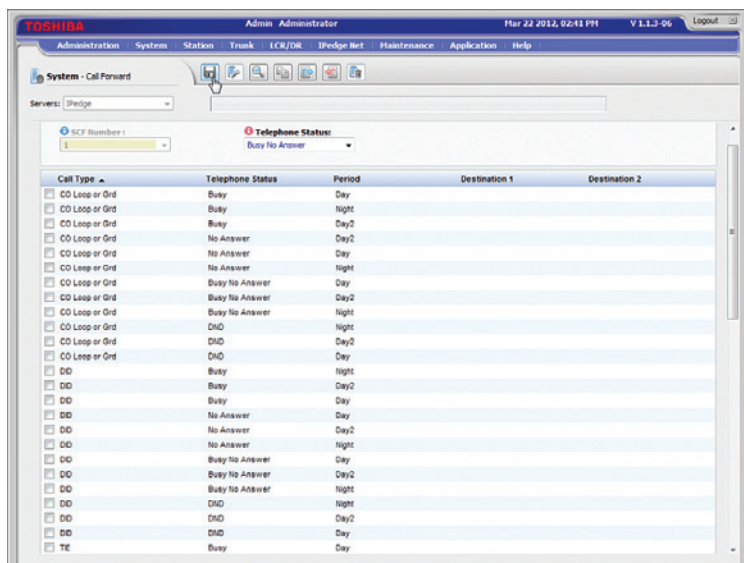 TOSHIBA Admin Administrator Mar 22 2012, 02:41 PM V 1.1.3-06 Logout
Administration System Station Trunk LCR/DR IPedge Net Maintenance Application Help
System - Call Forward
Servers: IPedge
SCF Number: Telephone Status:
1 Busy No Answer
Call Type Telephone Status Period Destination 1 Destination 2
CO Loop or Grd Busy Day
CO Loop or Grd Busy Night
CO Loop or Grd Busy Day2
CO Loop or Grd No Answer Day2
CO Loop or Grd No Answer Day
CO Loop or Grd No Answer Night
CO Loop or Grd Busy No Answer Day
CO Loop or Grd Busy No Answer Day2
CO Loop or Grd Busy No Answer Night
CO Loop or Grd DND Night
CO Loop or Grd DND Day2
CO Loop or Grd DND Day
DID Busy Night
DID Busy Day2
DID Busy Day
DID No Answer Day
DID No Answer Day2
DID No Answer Night
DID Busy No Answer Day
DID Busy No Answer Day2
DID Busy No Answer Night
DID DND Night
DID DND Day2
DID DND Day
TIE Busy Day